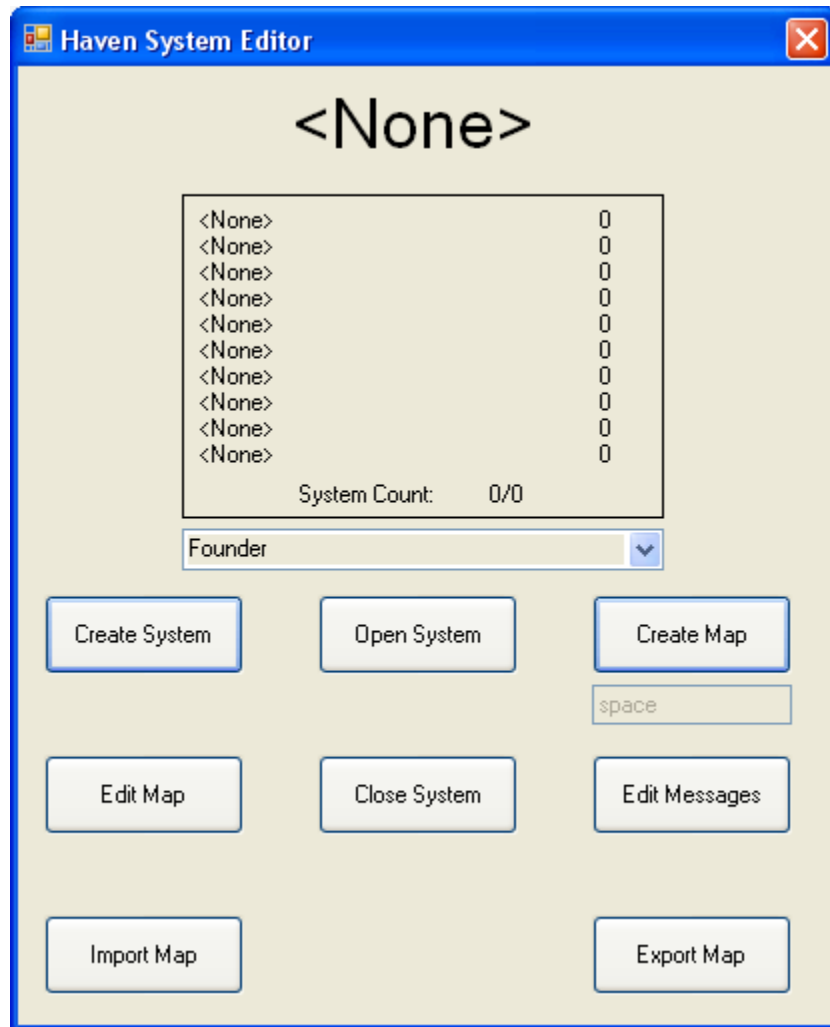 Haven System Editor
<None>
<None> 0
<None> 0
<None> 0
<None> 0
<None> 0
<None> 0
<None> 0
<None> 0
<None> 0
<None> 0
System Count: 0/0
Founder
Create System Open System Create Map
space
Edit Map Close System Edit Messages
Import Map Export Map